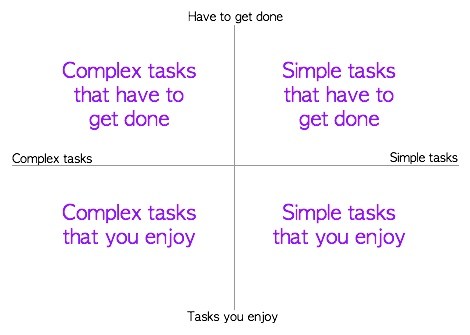 Have to get done
Complex tasks
that have to
get done
Simple tasks
that have to
get done
Complex tasks
Simple tasks
Complex tasks
that you enjoy
Simple tasks
that you enjoy
Tasks you enjoy